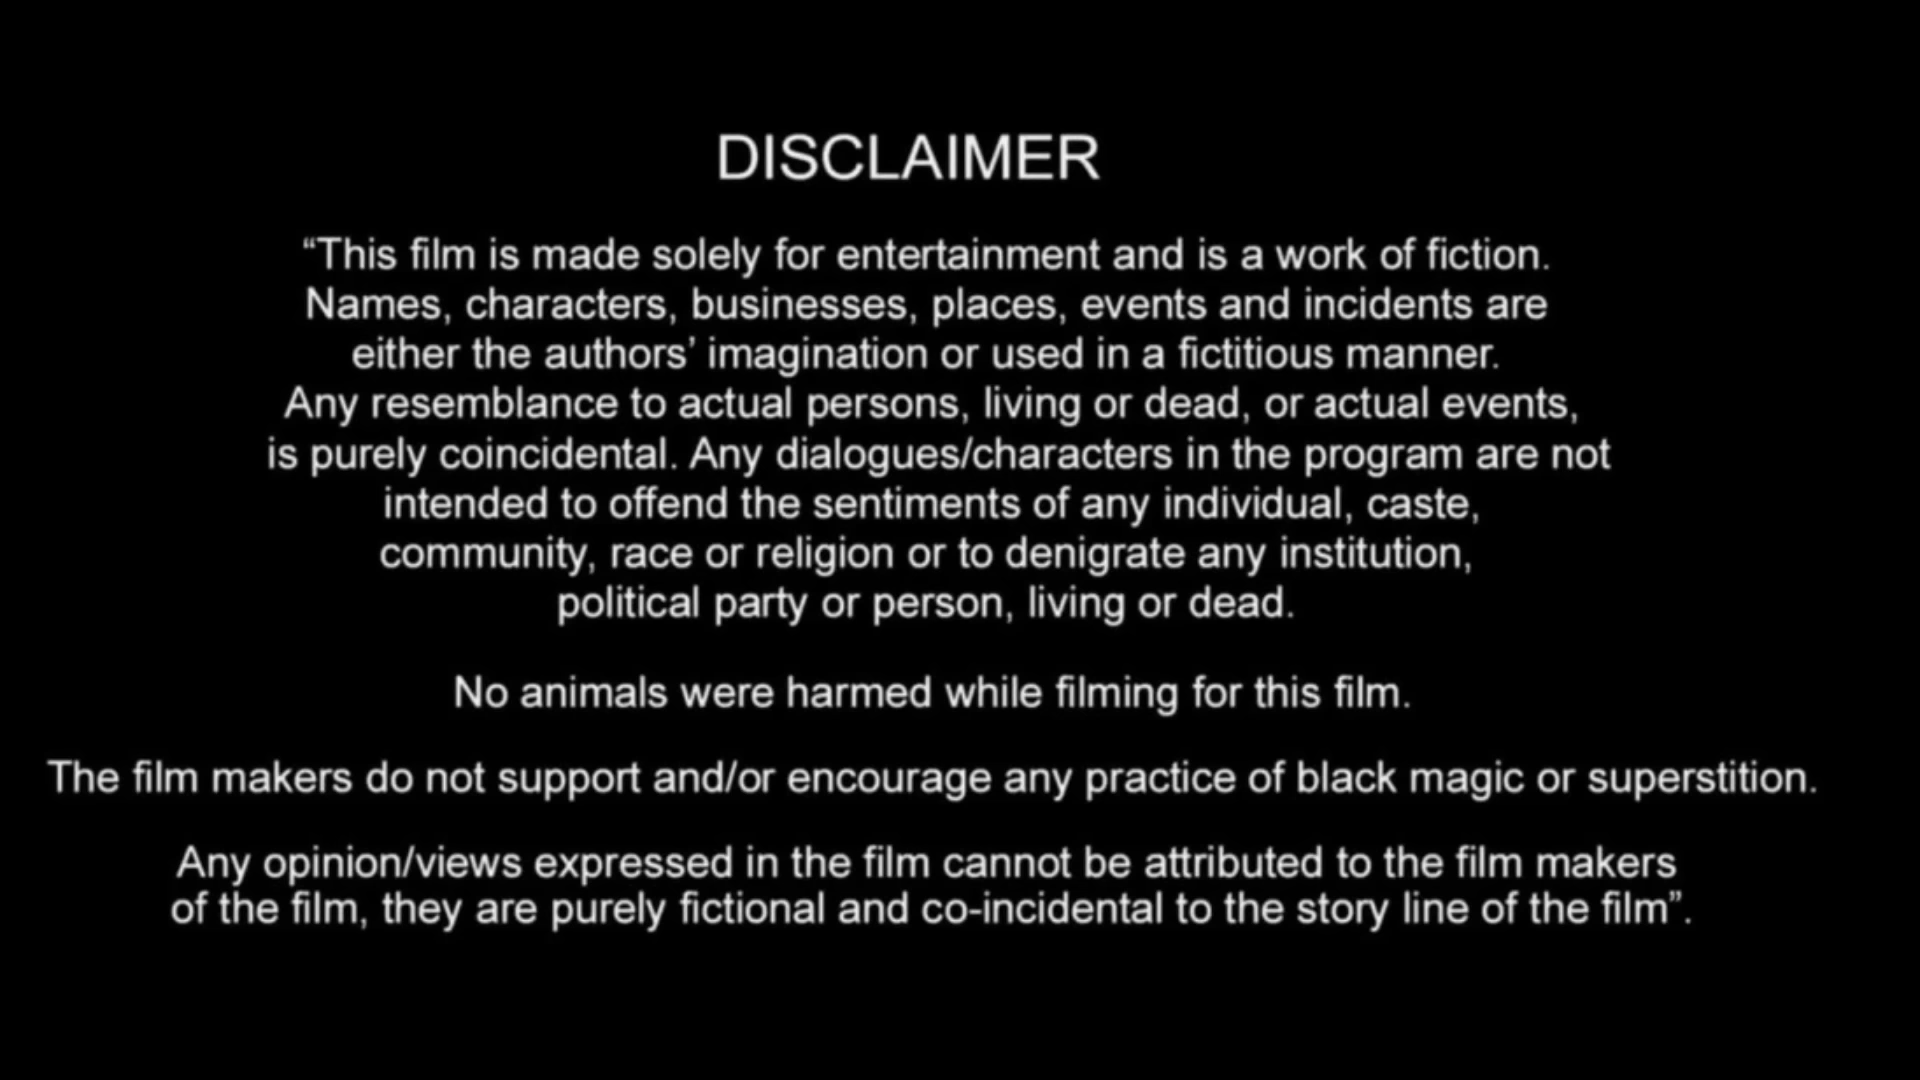 DISCLAIMER
“This film is made solely for entertainment and is a work of fiction.
Names, characters, businesses, places, events and incidents are
either the authors’ imagination or used in a fictitious manner.
Any resemblance to actual persons, living or dead, or actual events,
is purely coincidental. Any dialogues/characters in the program are not
intended to offend the sentiments of any individual, caste,
community, race or religion or to denigrate any institution,
political party or person, living or dead.
No animals were harmed while filming for this film.
The film makers do not support and/or encourage any practice of black magic or superstition.
Any opinion/views expressed in the film cannot be attributed to the film makers
of the film, they are purely fictional and co-incidental to the story line of the film”.